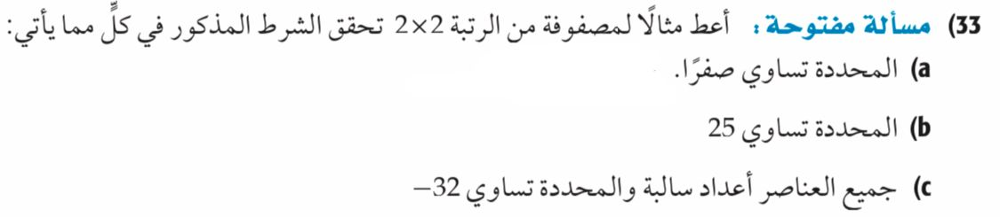 33) مسألة مفتوحة: أعط مثالًا لمصفوفة من الرتبة 2×2 تحقق الشرط المذكور في كلٍّ مما يأتي:
a) المحددة تساوي صفرًا.
b) المحددة تساوي 25
c) جميع العناصر أعداد سالبة والمحددة تساوي 32−